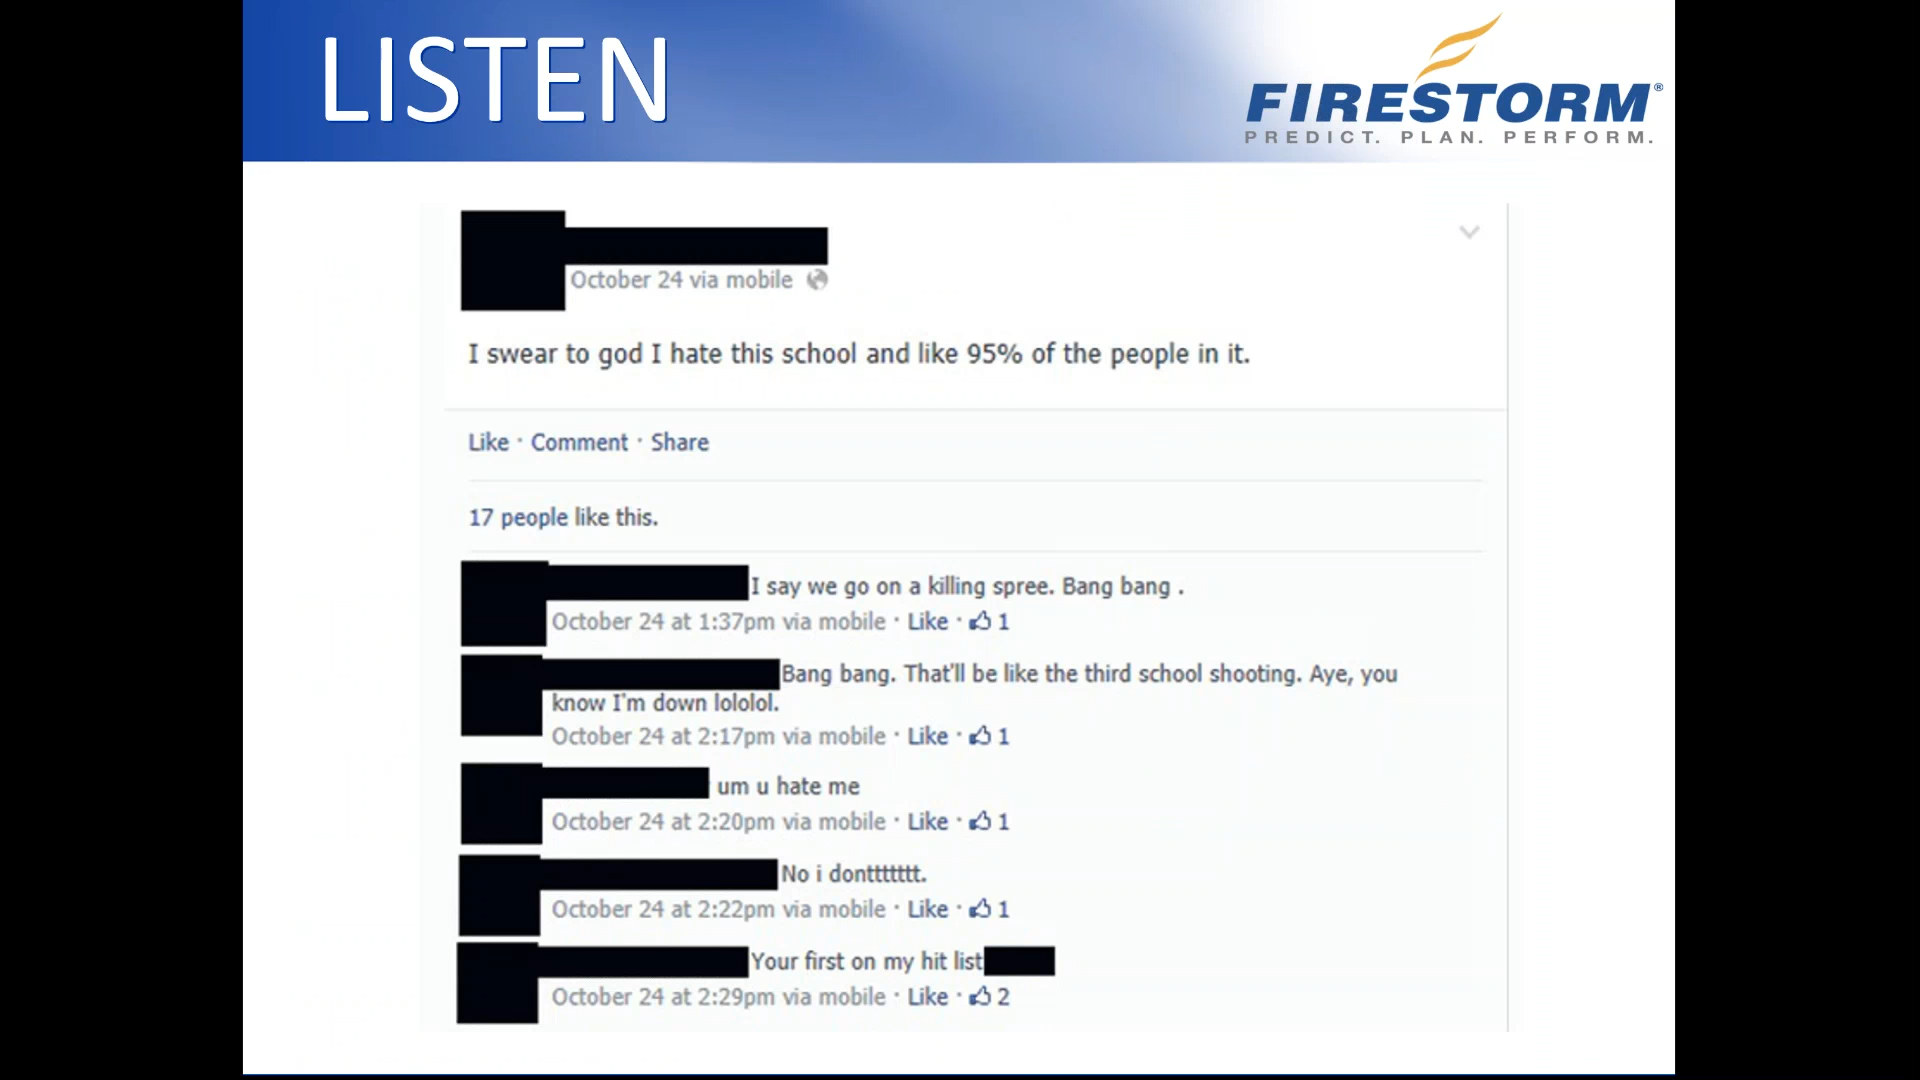 LISTEN
FIRESTORM®
PREDICT. PLAN. PERFORM.
October 24 via mobile
I swear to god I hate this school and like 95% of the people in it.
Like · Comment · Share
17 people like this.
I say we go on a killing spree. Bang bang .
October 24 at 1:37pm via mobile · Like · 1
Bang bang. That'll be like the third school shooting. Aye, you
know I'm down lololol.
October 24 at 2:17pm via mobile · Like · 1
um u hate me
October 24 at 2:20pm via mobile · Like · 1
No i donttttttt.
October 24 at 2:22pm via mobile · Like · 1
Your first on my hit list
October 24 at 2:29pm via mobile · Like · 2